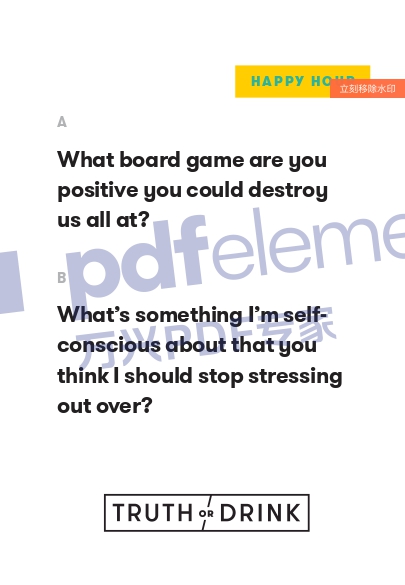 HAPPY HOUR
立刻移除水印
A
What board game are you
positive you could destroy
us all at?
pdfeleme
B
What's something I'm self-
conscious about that you
think I should stop stressing
out over?
万兴PDF专家
TRUTH OR DRINK